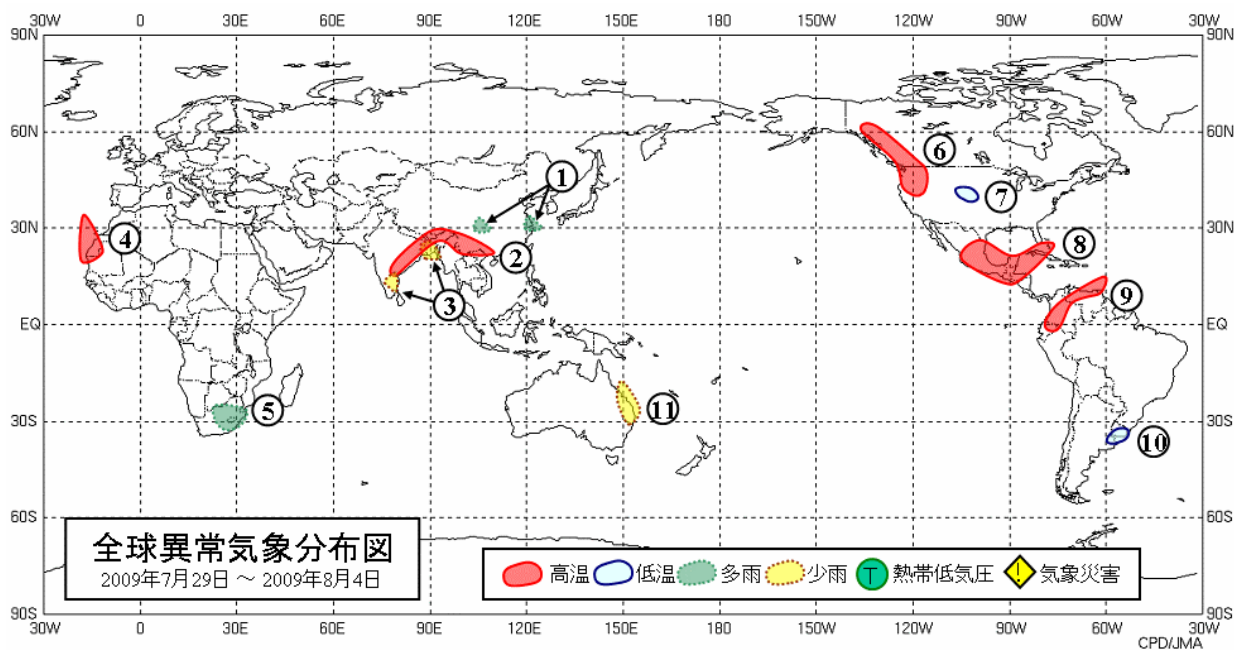 30W 0 30E 60E 90E 120E 150E 180 150W 120W 90W 60W 30W
90N 90N
60N 60N
⑥
① ⑦
30N 30N
④ ② ⑧
③ ⑨
EQ EQ
⑤ ⑪
30S 30S
⑩
60S 60S
全球異常気象分布図
2009年7月29日 ～ 2009年8月4日
高温 低温 多雨 少雨 T 熱帯低気圧 ! 気象災害
90S 90S
30W 0 30E 60E 90E 120E 150E 180 150W 120W 90W 60W 30W
CPD/JMA